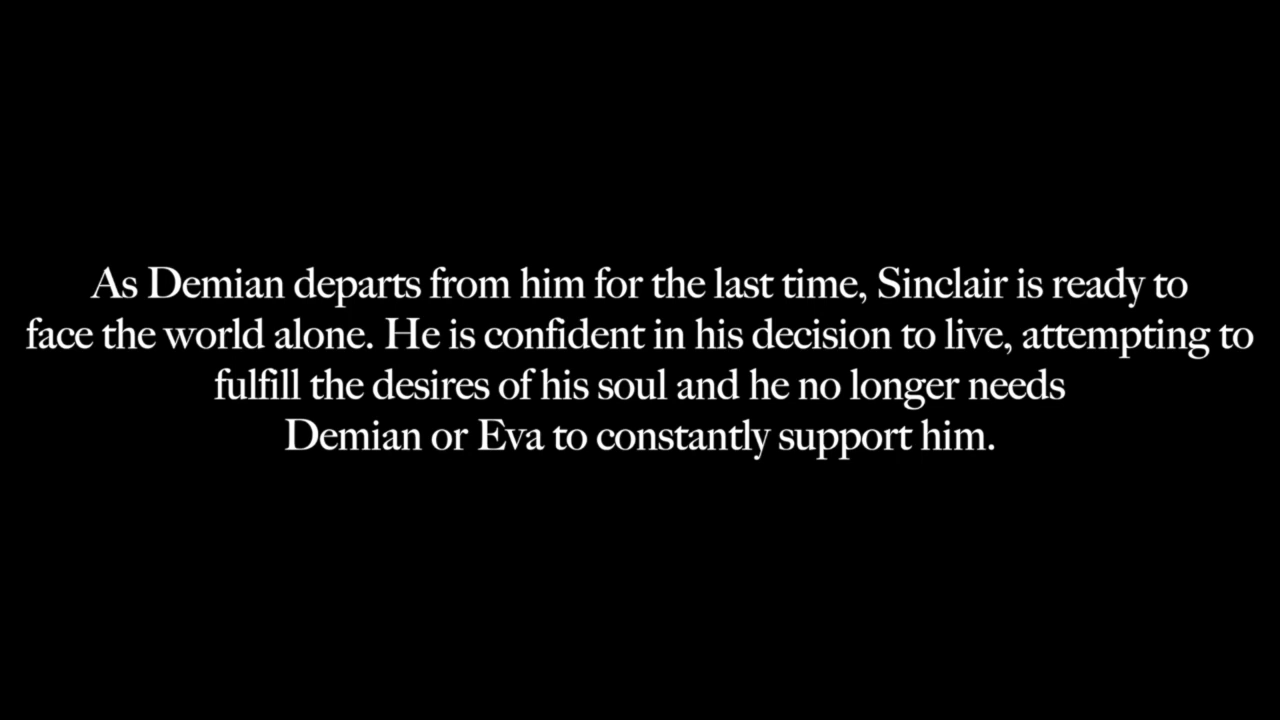 As Demian departs from him for the last time, Sinclair is ready to
face the world alone. He is confident in his decision to live, attempting to
fulfill the desires of his soul and he no longer needs
Demian or Eva to constantly support him.